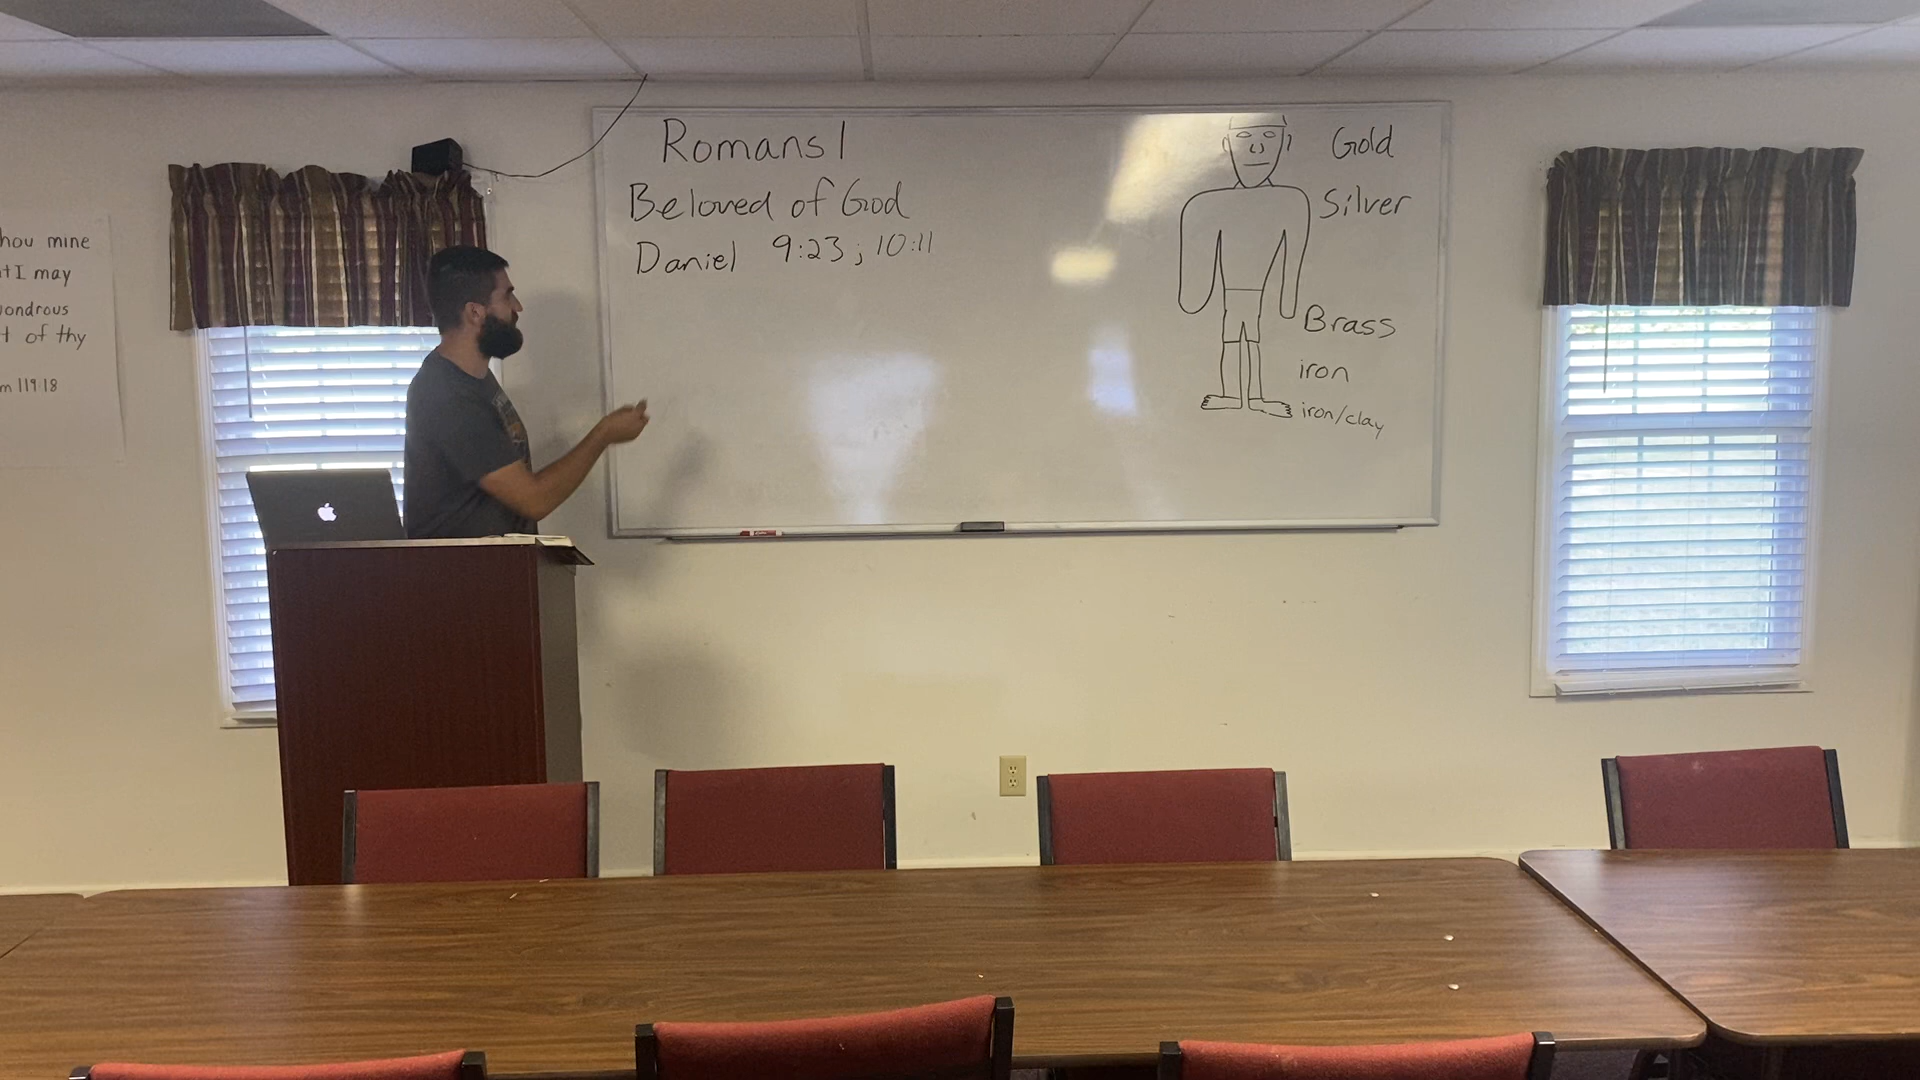 hou mine
t I may
ondrous
t of thy
m 119:18
Romans 1
Beloved of God
Daniel 9:23; 10:11
Gold
Silver
Brass
iron
iron/clay